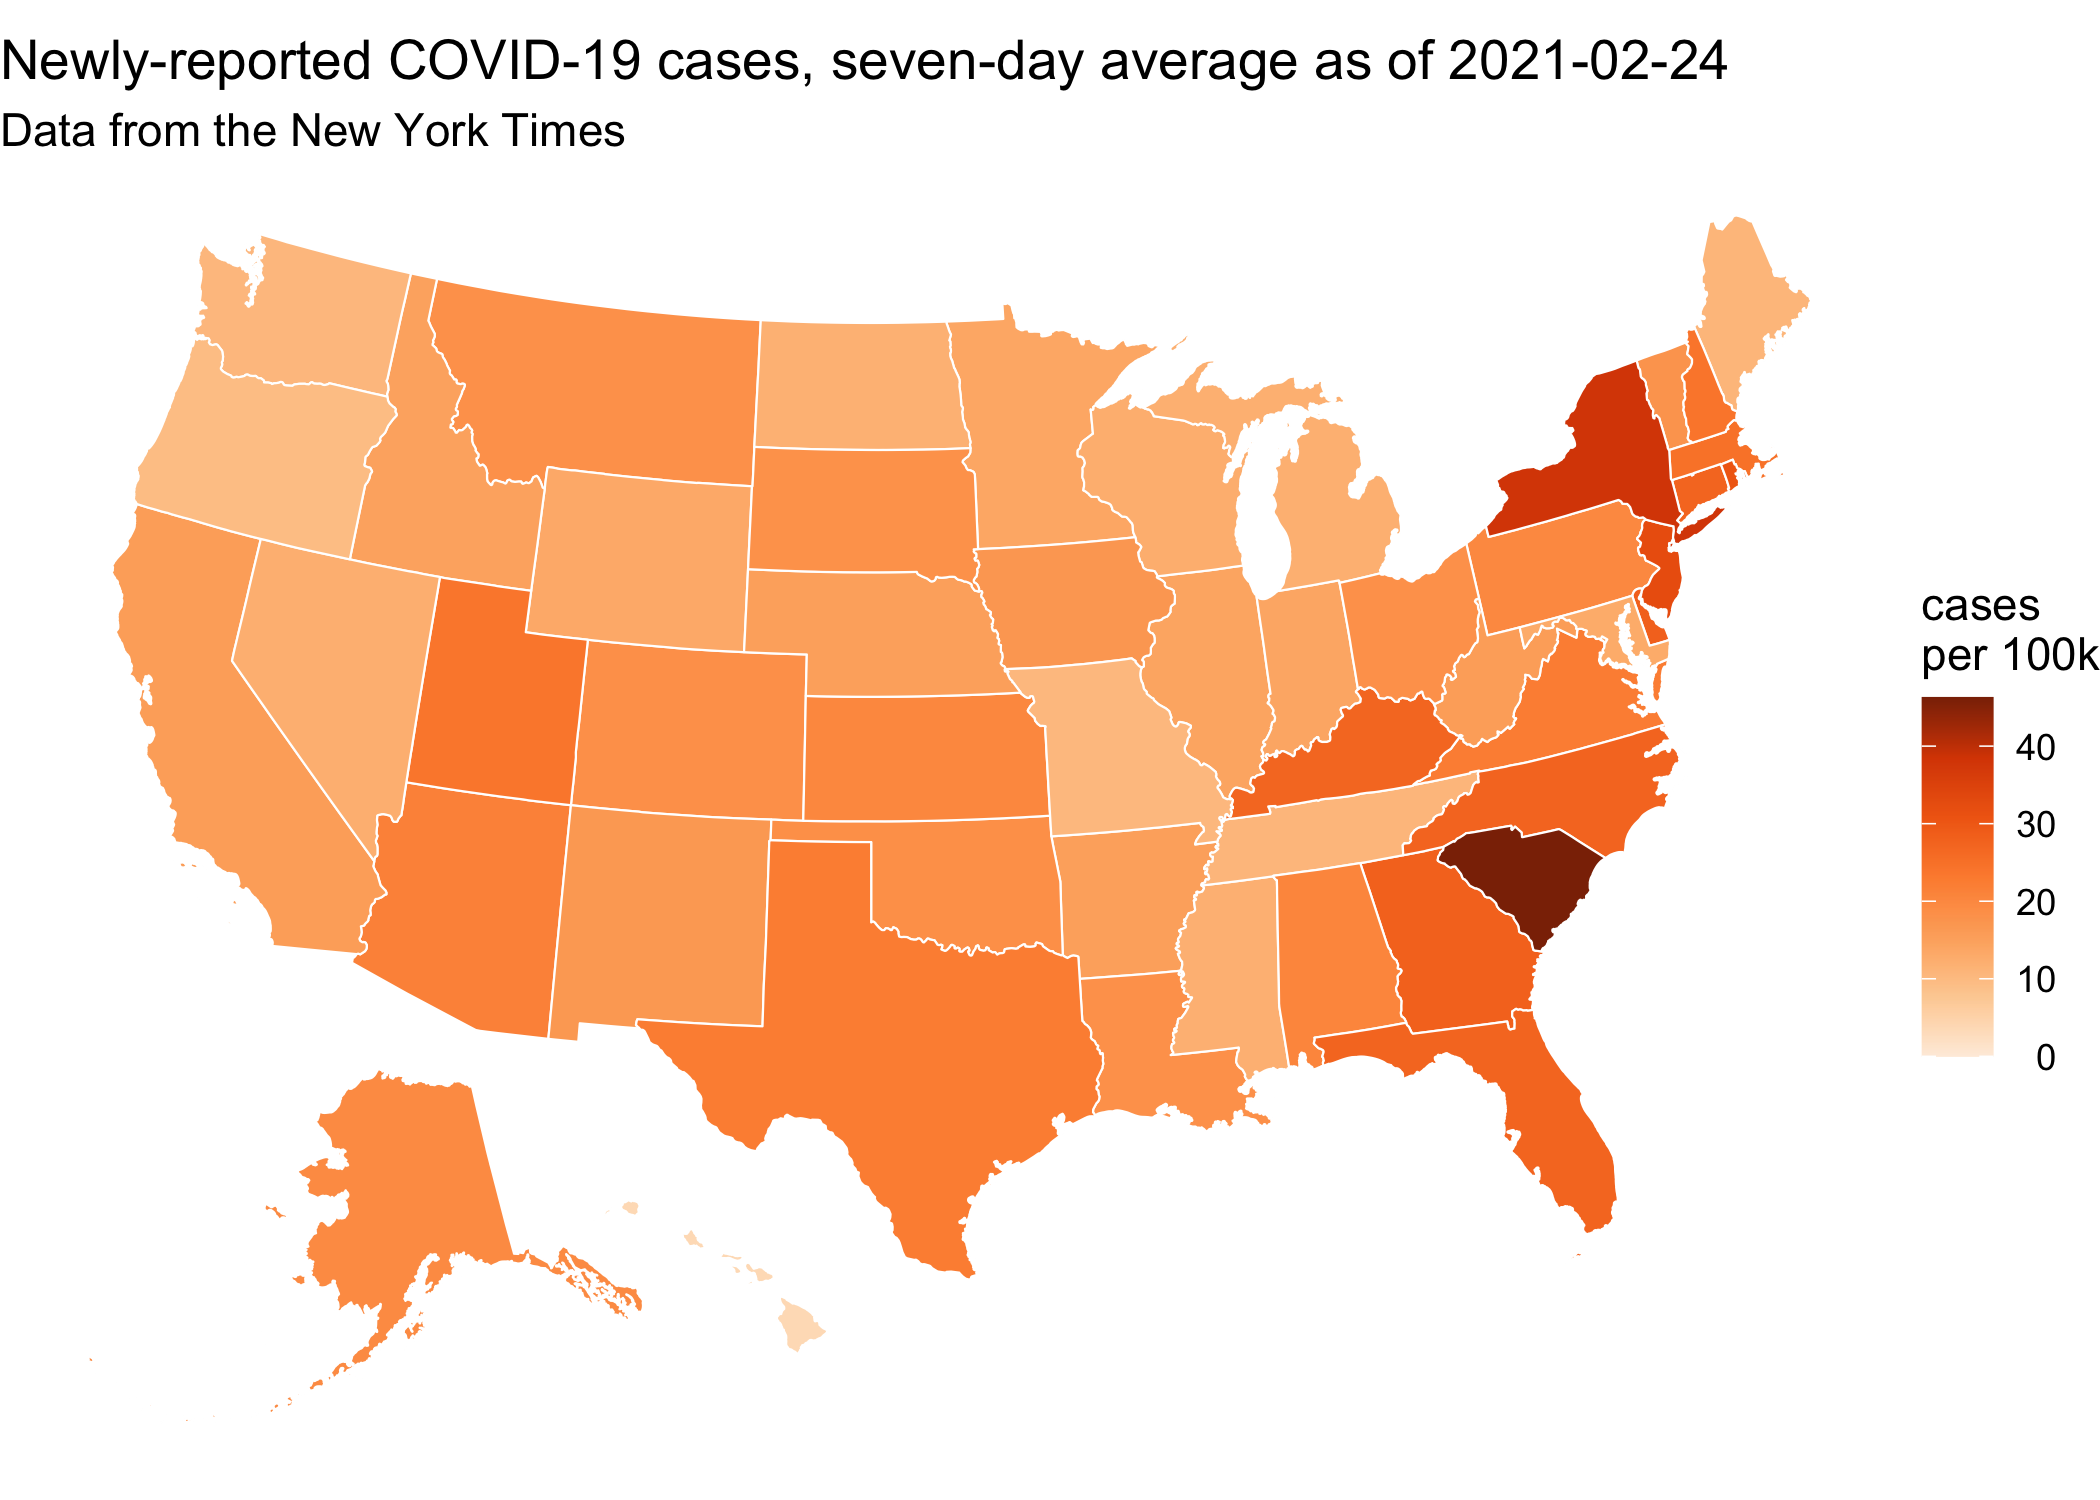 Newly-reported COVID-19 cases, seven-day average as of 2021-02-24
Data from the New York Times
cases
per 100k
40
30
20
10
0